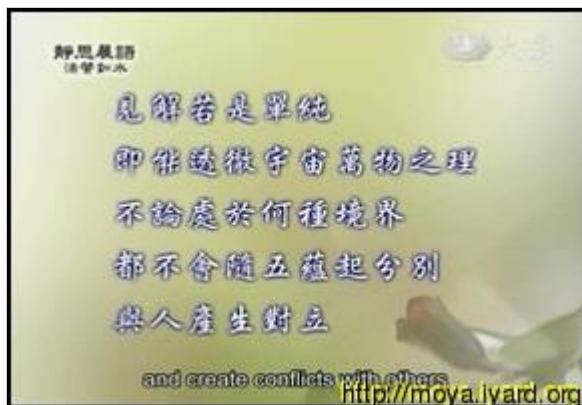 靜思晨語
法譬如水
大愛
見解若是單純
即能透徹宇宙萬物之理
不論處於何種境界
都不會隨五蘊起分別
與人產生對立
and create conflicts with others
http://moya.iyard.org